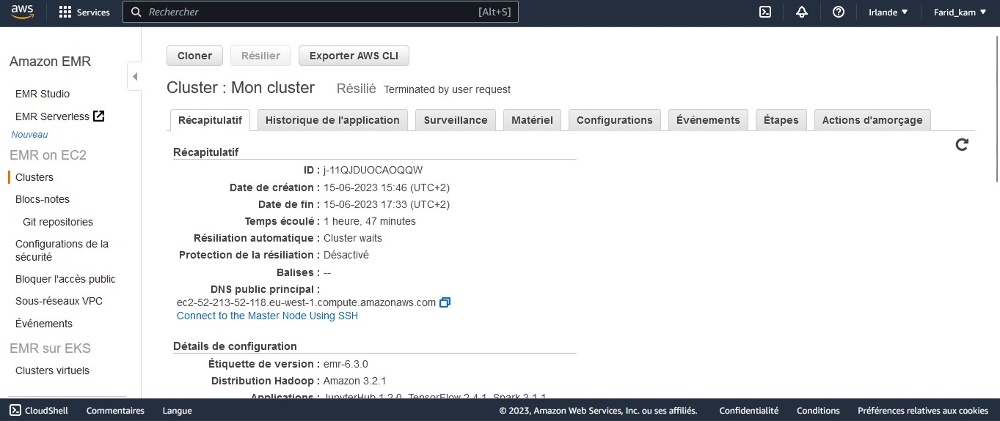 aws
Services
Rechercher
[Alt+S]
Irlande
Farid_kam
Amazon EMR
EMR Studio
EMR Serverless
Nouveau
EMR on EC2
Clusters
Blocs-notes
Git repositories
Configurations de la
sécurité
Bloquer l'accès public
Sous-réseaux VPC
Événements
EMR sur EKS
Clusters virtuels
Cloner
Résilier
Exporter AWS CLI
Cluster : Mon cluster Résilié Terminated by user request
Récapitulatif
Historique de l'application
Surveillance
Matériel
Configurations
Événements
Étapes
Actions d'amorçage
Récapitulatif
ID : j-11QJDUOCAOQQW
Date de création : 15-06-2023 15:46 (UTC+2)
Date de fin : 15-06-2023 17:33 (UTC+2)
Temps écoulé : 1 heure, 47 minutes
Résiliation automatique : Cluster waits
Protection de la résiliation : Désactivé
Balises : --
DNS public principal :
ec2-52-213-52-118.eu-west-1.compute.amazonaws.com
Connect to the Master Node Using SSH
Détails de configuration
Étiquette de version : emr-6.3.0
Distribution Hadoop : Amazon 3.2.1
Applications : JupyterHub 1.2.0, TensorFlow 2.4.1, Spark 3.1.1
CloudShell
Commentaires
Langue
© 2023, Amazon Web Services, Inc. ou ses affiliés.
Confidentialité
Conditions
Préférences relatives aux cookies